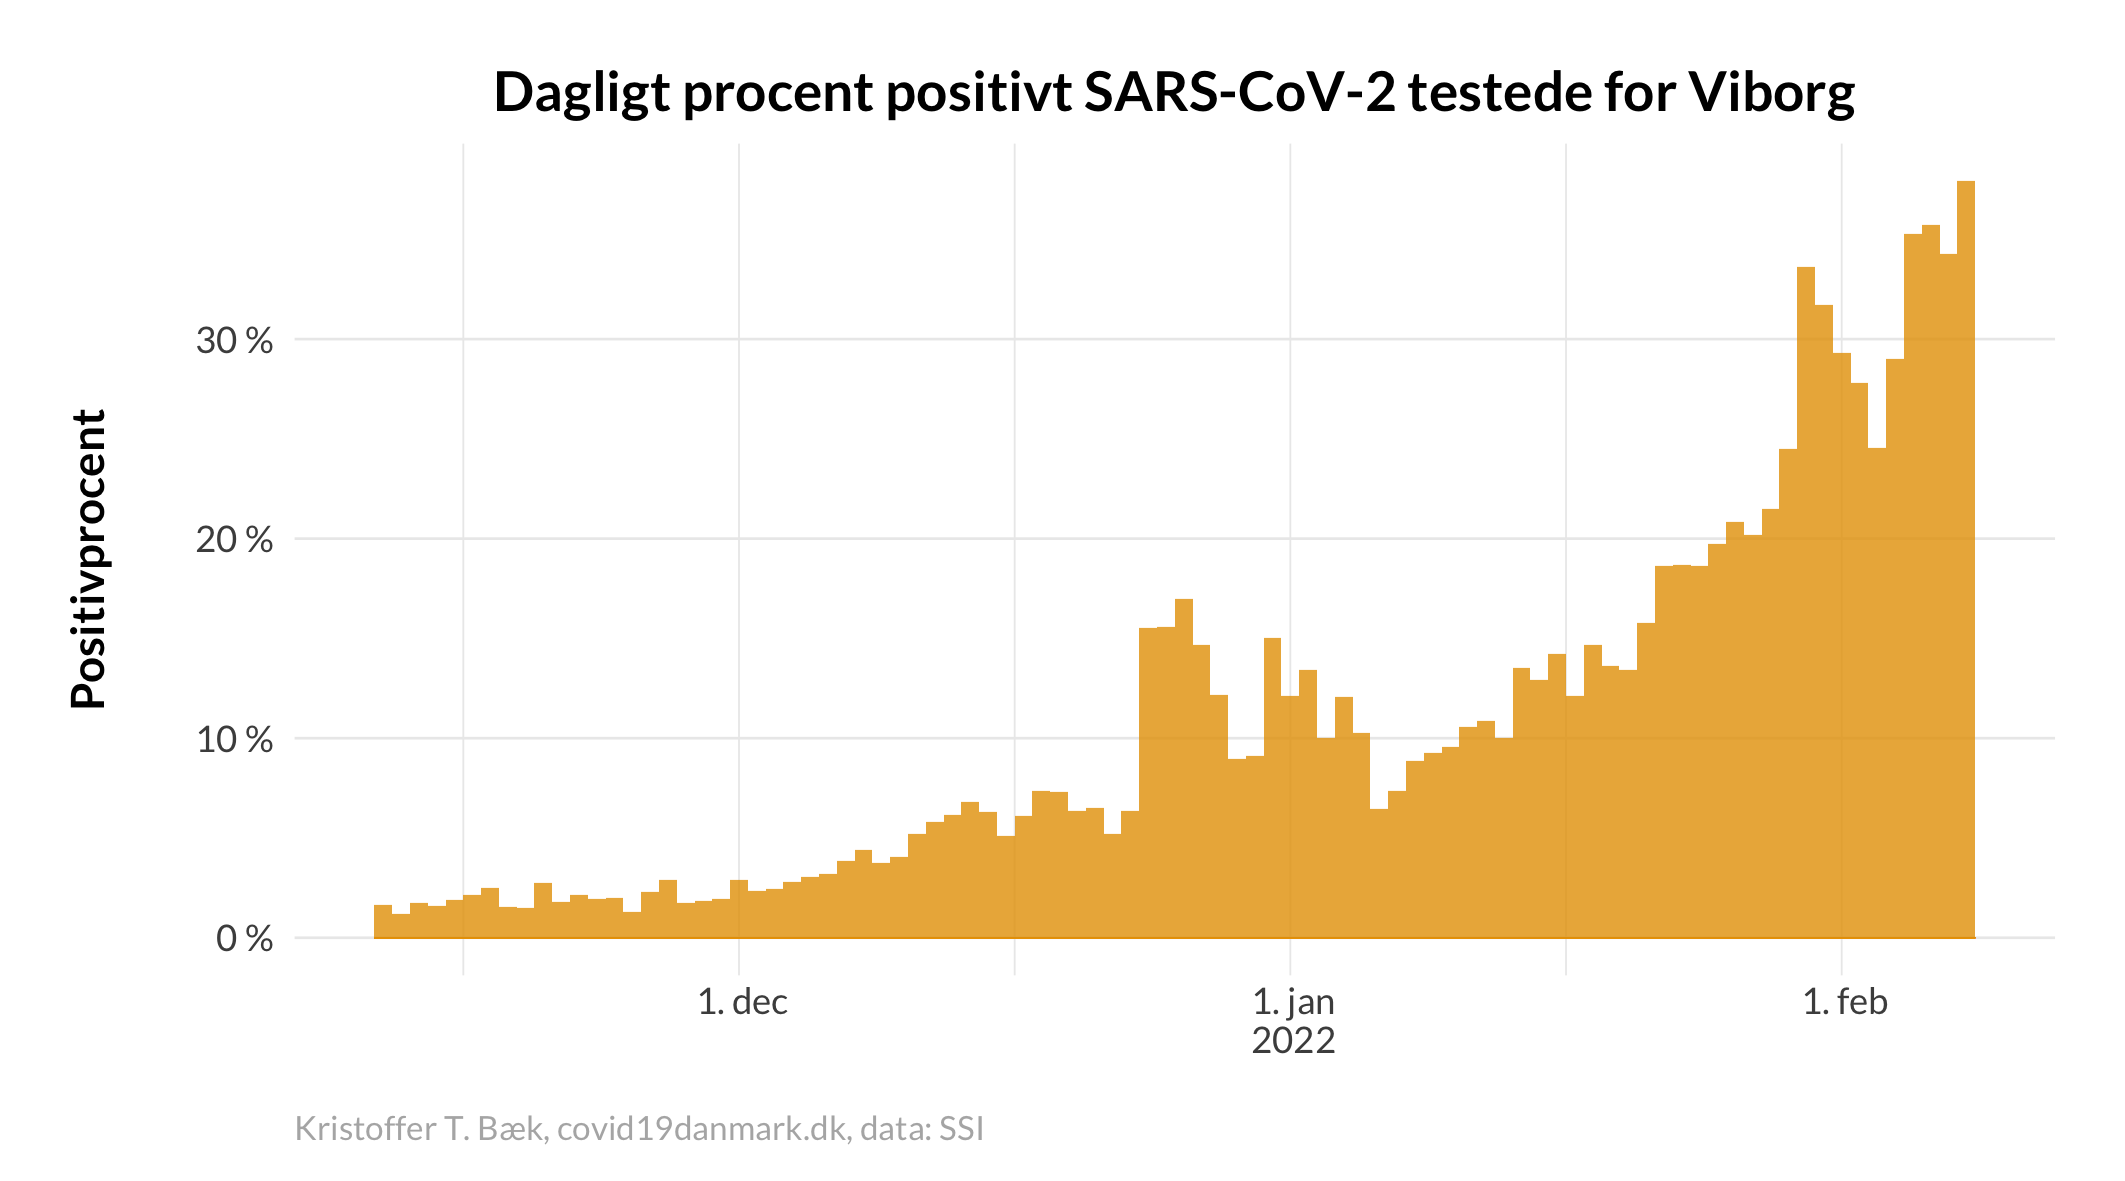 Dagligt procent positivt SARS-CoV-2 testede for Viborg
Positivprocent
30 %
20 %
10 %
0 %
1. dec
1. jan
2022
1. feb
Kristoffer T. Bæk, covid19danmark.dk, data: SSI